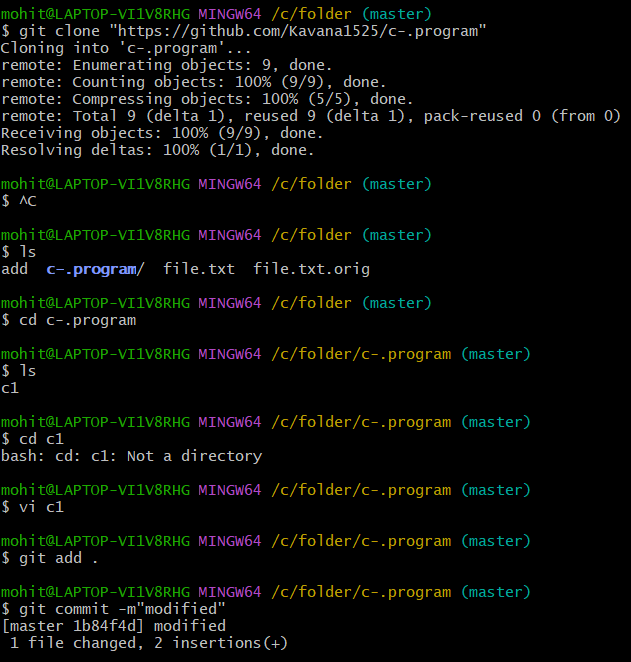 mohit@LAPTOP-VI1V8RHG MINGW64 /c/folder (master)
$ git clone "https://github.com/Kavana1525/c-.program"
Cloning into 'c-.program'...
remote: Enumerating objects: 9, done.
remote: Counting objects: 100% (9/9), done.
remote: Compressing objects: 100% (5/5), done.
remote: Total 9 (delta 1), reused 9 (delta 1), pack-reused 0 (from 0)
Receiving objects: 100% (9/9), done.
Resolving deltas: 100% (1/1), done.
mohit@LAPTOP-VI1V8RHG MINGW64 /c/folder (master)
$ ^C
mohit@LAPTOP-VI1V8RHG MINGW64 /c/folder (master)
$ ls
add  c-.program/  file.txt  file.txt.orig
mohit@LAPTOP-VI1V8RHG MINGW64 /c/folder (master)
$ cd c-.program
mohit@LAPTOP-VI1V8RHG MINGW64 /c/folder/c-.program (master)
$ ls
c1
mohit@LAPTOP-VI1V8RHG MINGW64 /c/folder/c-.program (master)
$ cd c1
bash: cd: c1: Not a directory
mohit@LAPTOP-VI1V8RHG MINGW64 /c/folder/c-.program (master)
$ vi c1
mohit@LAPTOP-VI1V8RHG MINGW64 /c/folder/c-.program (master)
$ git add .
mohit@LAPTOP-VI1V8RHG MINGW64 /c/folder/c-.program (master)
$ git commit -m"modified"
[master 1b84f4d] modified
 1 file changed, 2 insertions(+)